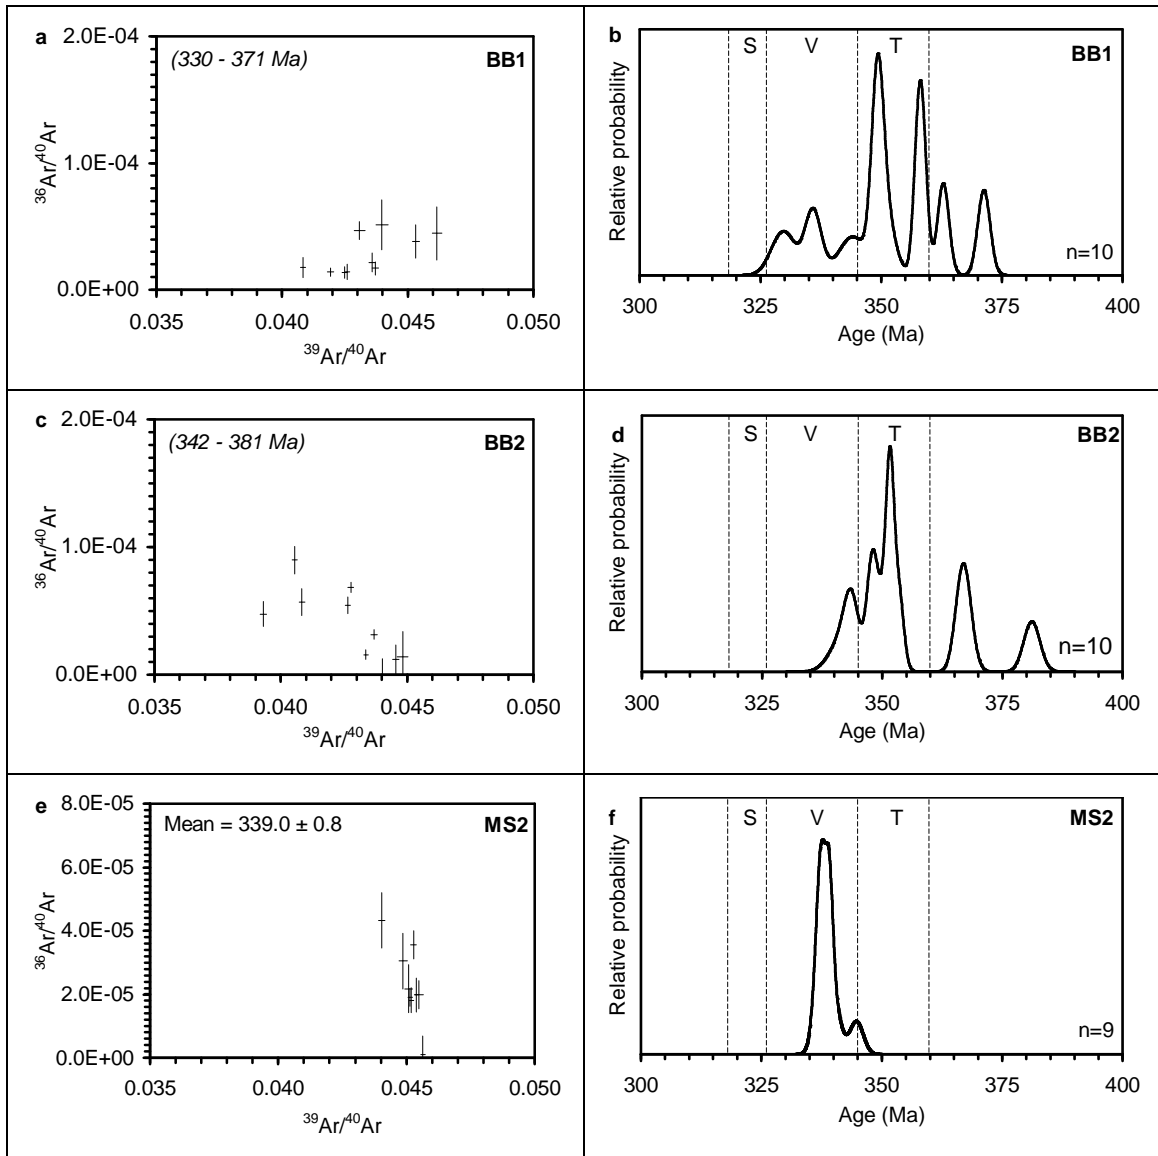 a
2.0E-04
(330 - 371 Ma)
BB1
1.0E-04
0.0E+00
³⁶Ar/⁴⁰Ar
0.035 0.040 0.045 0.050
³⁹Ar/⁴⁰Ar
b
S V T
BB1
Relative probability
n=10
300 325 350 375 400
Age (Ma)
c
2.0E-04
(342 - 381 Ma)
BB2
1.0E-04
0.0E+00
³⁶Ar/⁴⁰Ar
0.035 0.040 0.045 0.050
³⁹Ar/⁴⁰Ar
d
S V T
BB2
Relative probability
n=10
300 325 350 375 400
Age (Ma)
e
8.0E-05
Mean = 339.0 ± 0.8
MS2
6.0E-05
4.0E-05
2.0E-05
0.0E+00
³⁶Ar/⁴⁰Ar
0.035 0.040 0.045 0.050
³⁹Ar/⁴⁰Ar
f
S V T
MS2
Relative probability
n=9
300 325 350 375 400
Age (Ma)